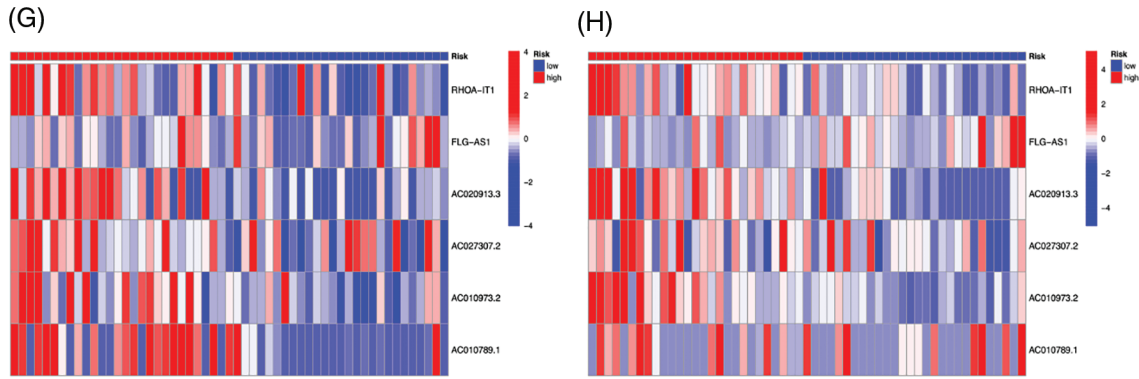 (G)
Risk
RHOA-IT1
FLG-AS1
AC020913.3
AC027307.2
AC010973.2
AC010789.1
4
2
0
−2
−4
Risk
low
high
(H)
Risk
RHOA-IT1
FLG-AS1
AC020913.3
AC027307.2
AC010973.2
AC010789.1
4
2
0
−2
−4
Risk
low
high